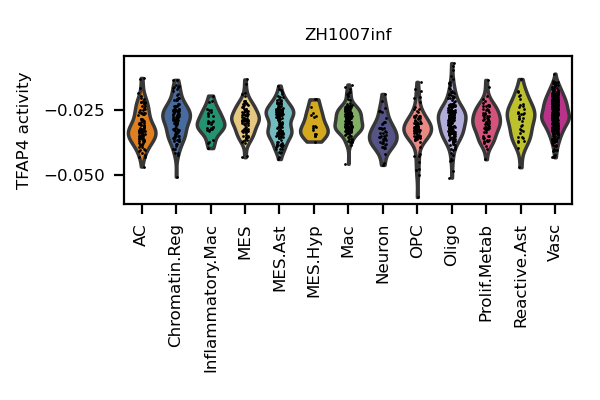 ZH1007inf
TFAP4 activity
−0.025
−0.050
AC
Chromatin.Reg
Inflammatory.Mac
MES
MES.Ast
MES.Hyp
Mac
Neuron
OPC
Oligo
Prolif.Metab
Reactive.Ast
Vasc